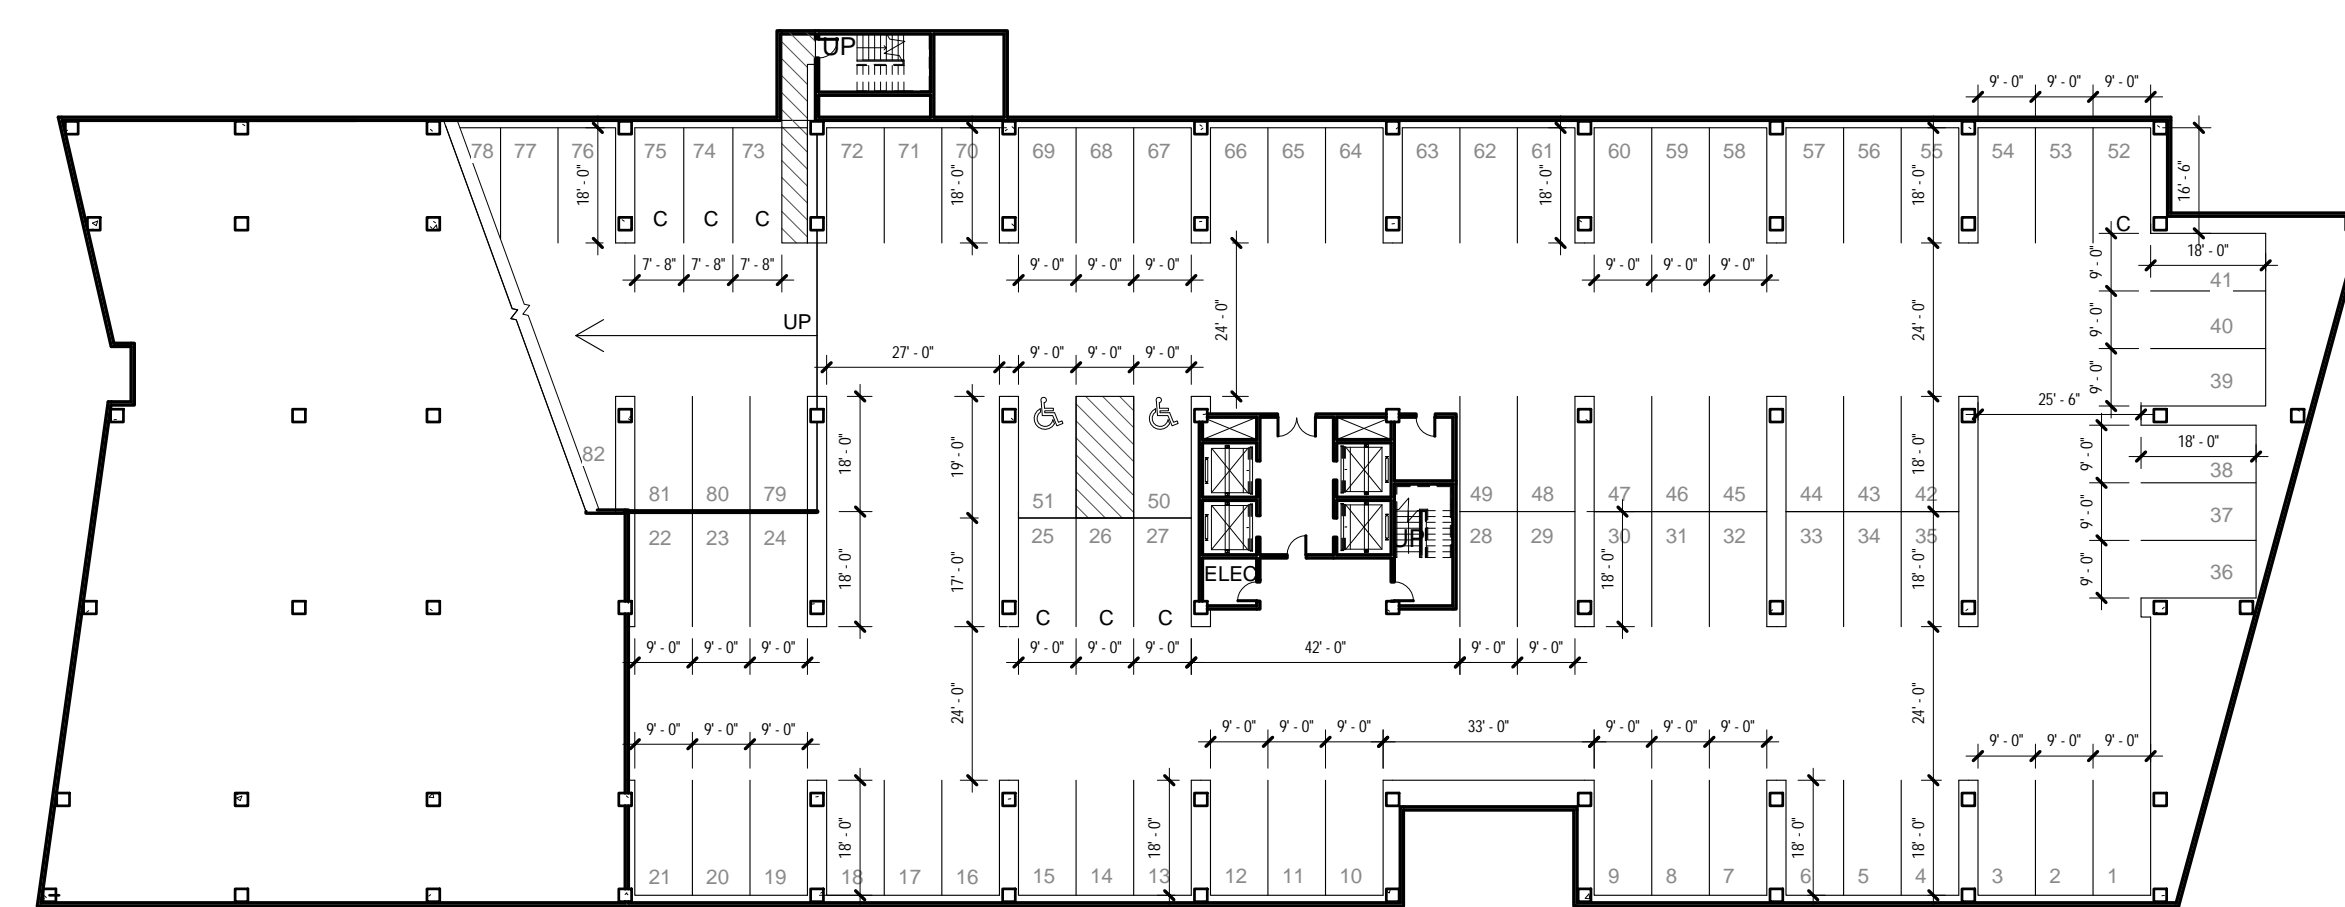 UP
9' - 0" 9' - 0" 9' - 0"
78 77 76 75 74 73 72 71 70 69 68 67 66 65 64 63 62 61 60 59 58 57 56 55 54 53 52
18' - 0" 18' - 0" 18' - 0" 18' - 0" 16' - 6"
C C C C
18' - 0"
7' - 8" 7' - 8" 7' - 8" 9' - 0" 9' - 0" 9' - 0" 9' - 0" 9' - 0" 9' - 0" 9' - 0"
41
UP
24' - 0" 24' - 0" 9' - 0" 40
27' - 0" 9' - 0" 9' - 0" 9' - 0"
9' - 0" 39
25' - 6"
18' - 0" 19' - 0" 18' - 0" 9' - 0" 18' - 0"
82
38
81 80 79 51 50 49 48 47 46 45 44 43 42
9' - 0" 37
22 23 24 25 26 27 UP 28 29 30 31 32 33 34 35
18' - 0" 17' - 0" ELEC 18' - 0" 18' - 0" 9' - 0" 36
C C C
9' - 0" 9' - 0" 9' - 0" 9' - 0" 9' - 0" 9' - 0" 42' - 0" 9' - 0" 9' - 0"
24' - 0" 24' - 0"
9' - 0" 9' - 0" 9' - 0" 9' - 0" 9' - 0" 9' - 0" 33' - 0" 9' - 0" 9' - 0" 9' - 0" 9' - 0" 9' - 0" 9' - 0"
18' - 0" 18' - 0" 18' - 0" 18' - 0"
21 20 19 18 17 16 15 14 13 12 11 10 9 8 7 6 5 4 3 2 1